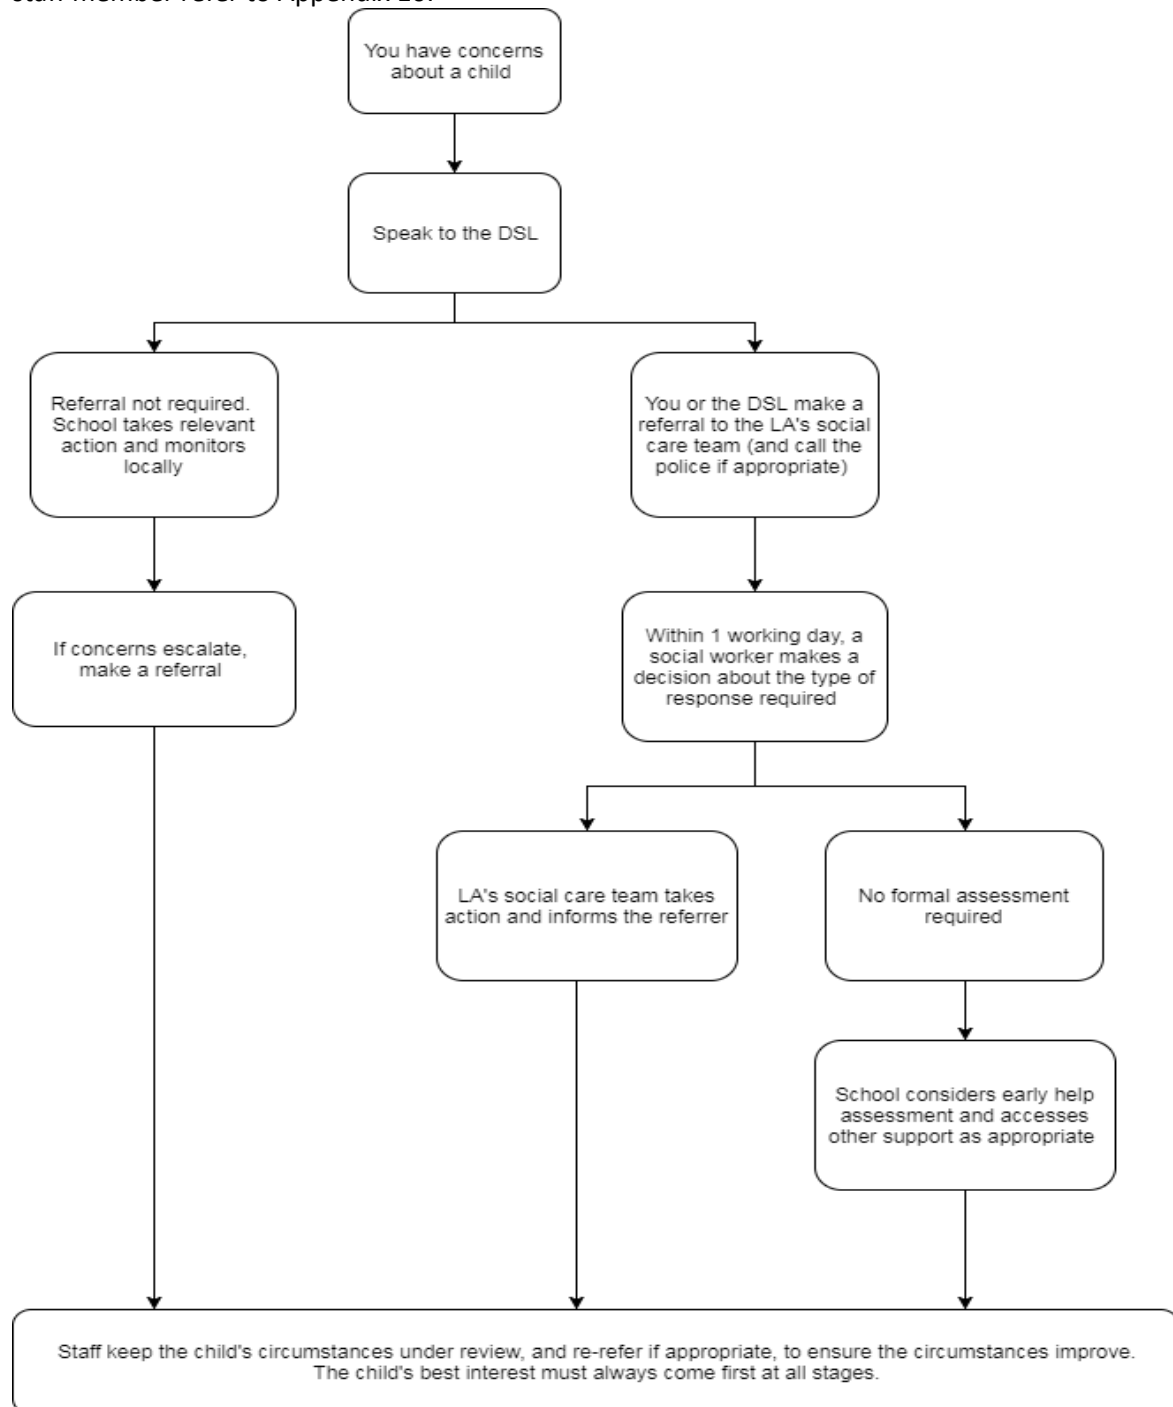 You have concerns
about a child
Speak to the DSL
Referral not required.
School takes relevant
action and monitors
locally
You or the DSL make a
referral to the LA's social
care team (and call the
police if appropriate)
If concerns escalate,
make a referral
Within 1 working day, a
social worker makes a
decision about the type of
response required
LA's social care team takes
action and informs the referrer
No formal assessment
required
School considers early help
assessment and accesses
other support as appropriate
Staff keep the child's circumstances under review, and re-refer if appropriate, to ensure the circumstances improve.
The child's best interest must always come first at all stages.